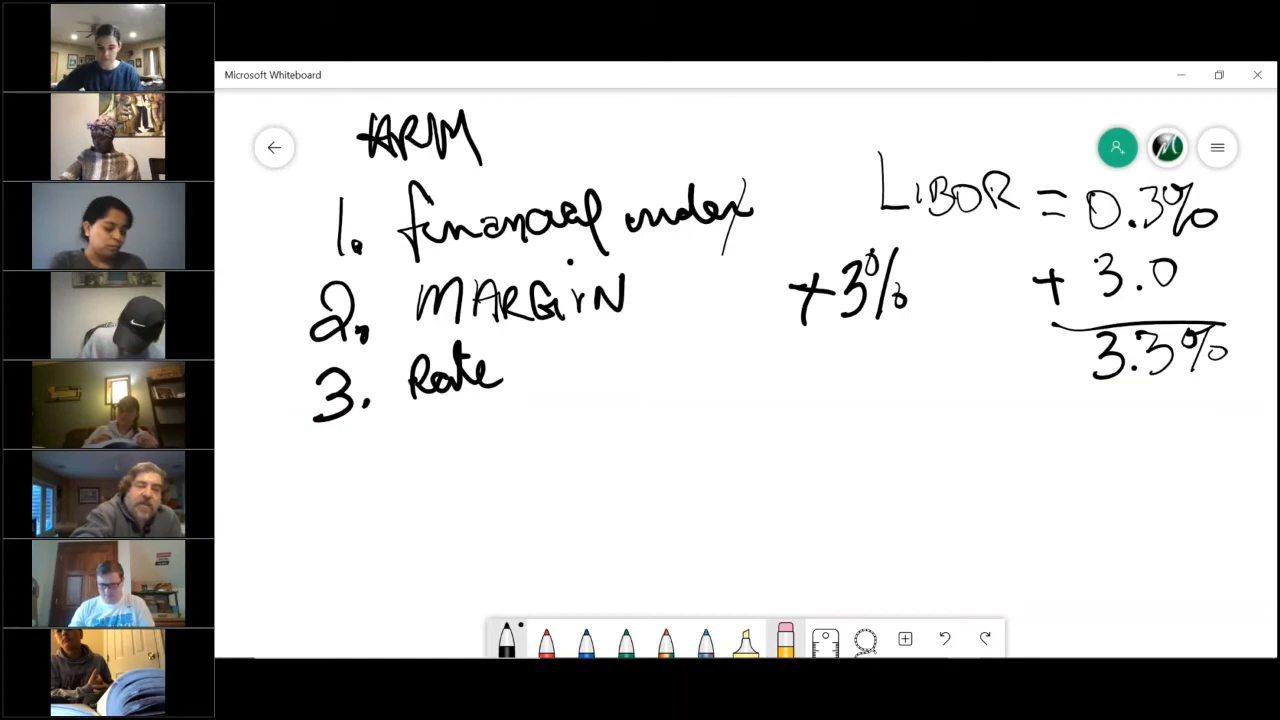 Microsoft Whiteboard
ARM
1. financial index
LIBOR = 0.3%
2. MARGIN
+3%
+ 3.0
3. Rate
3.3%